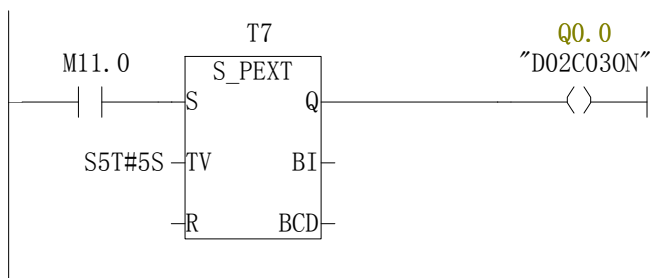 T7
Q0.0
M11.0
S_PEXT
"D02C030N"
S
Q
S5T#5S
TV
BI
R
BCD